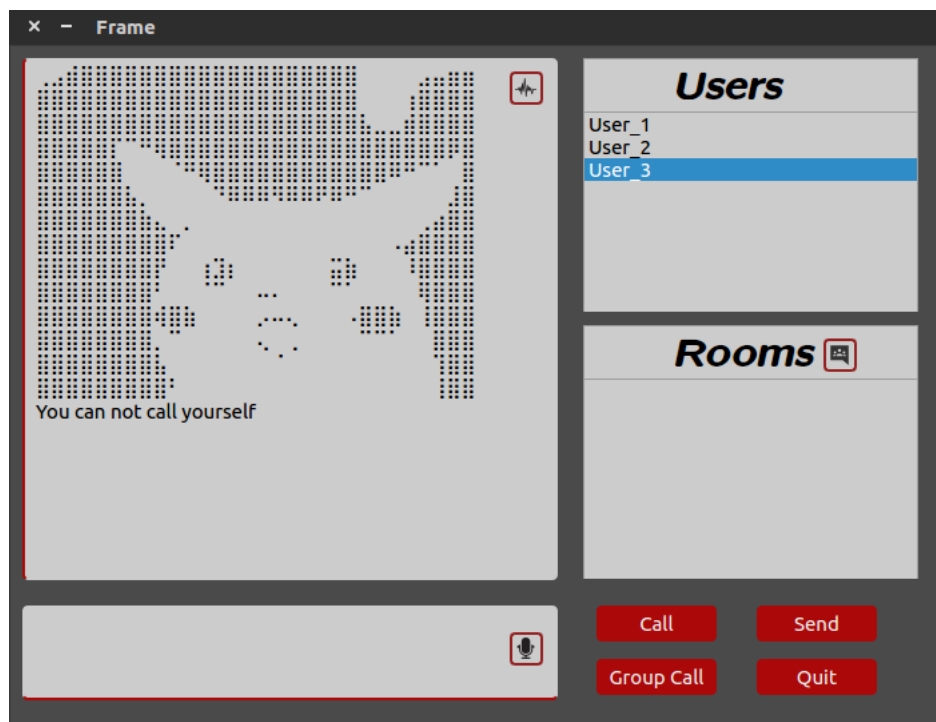 Frame
You can not call yourself
Users
User_1
User_2
User_3
Rooms
Call
Send
Group Call
Quit